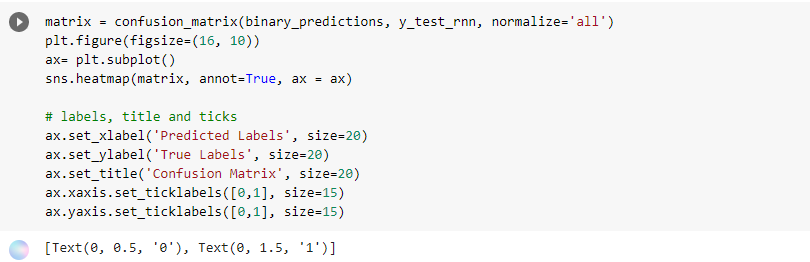 matrix = confusion_matrix(binary_predictions, y_test_rnn, normalize='all')
plt.figure(figsize=(16, 10))
ax= plt.subplot()
sns.heatmap(matrix, annot=True, ax = ax)
# labels, title and ticks
ax.set_xlabel('Predicted Labels', size=20)
ax.set_ylabel('True Labels', size=20)
ax.set_title('Confusion Matrix', size=20)
ax.xaxis.set_ticklabels([0,1], size=15)
ax.yaxis.set_ticklabels([0,1], size=15)
[Text(0, 0.5, '0'), Text(0, 1.5, '1')]